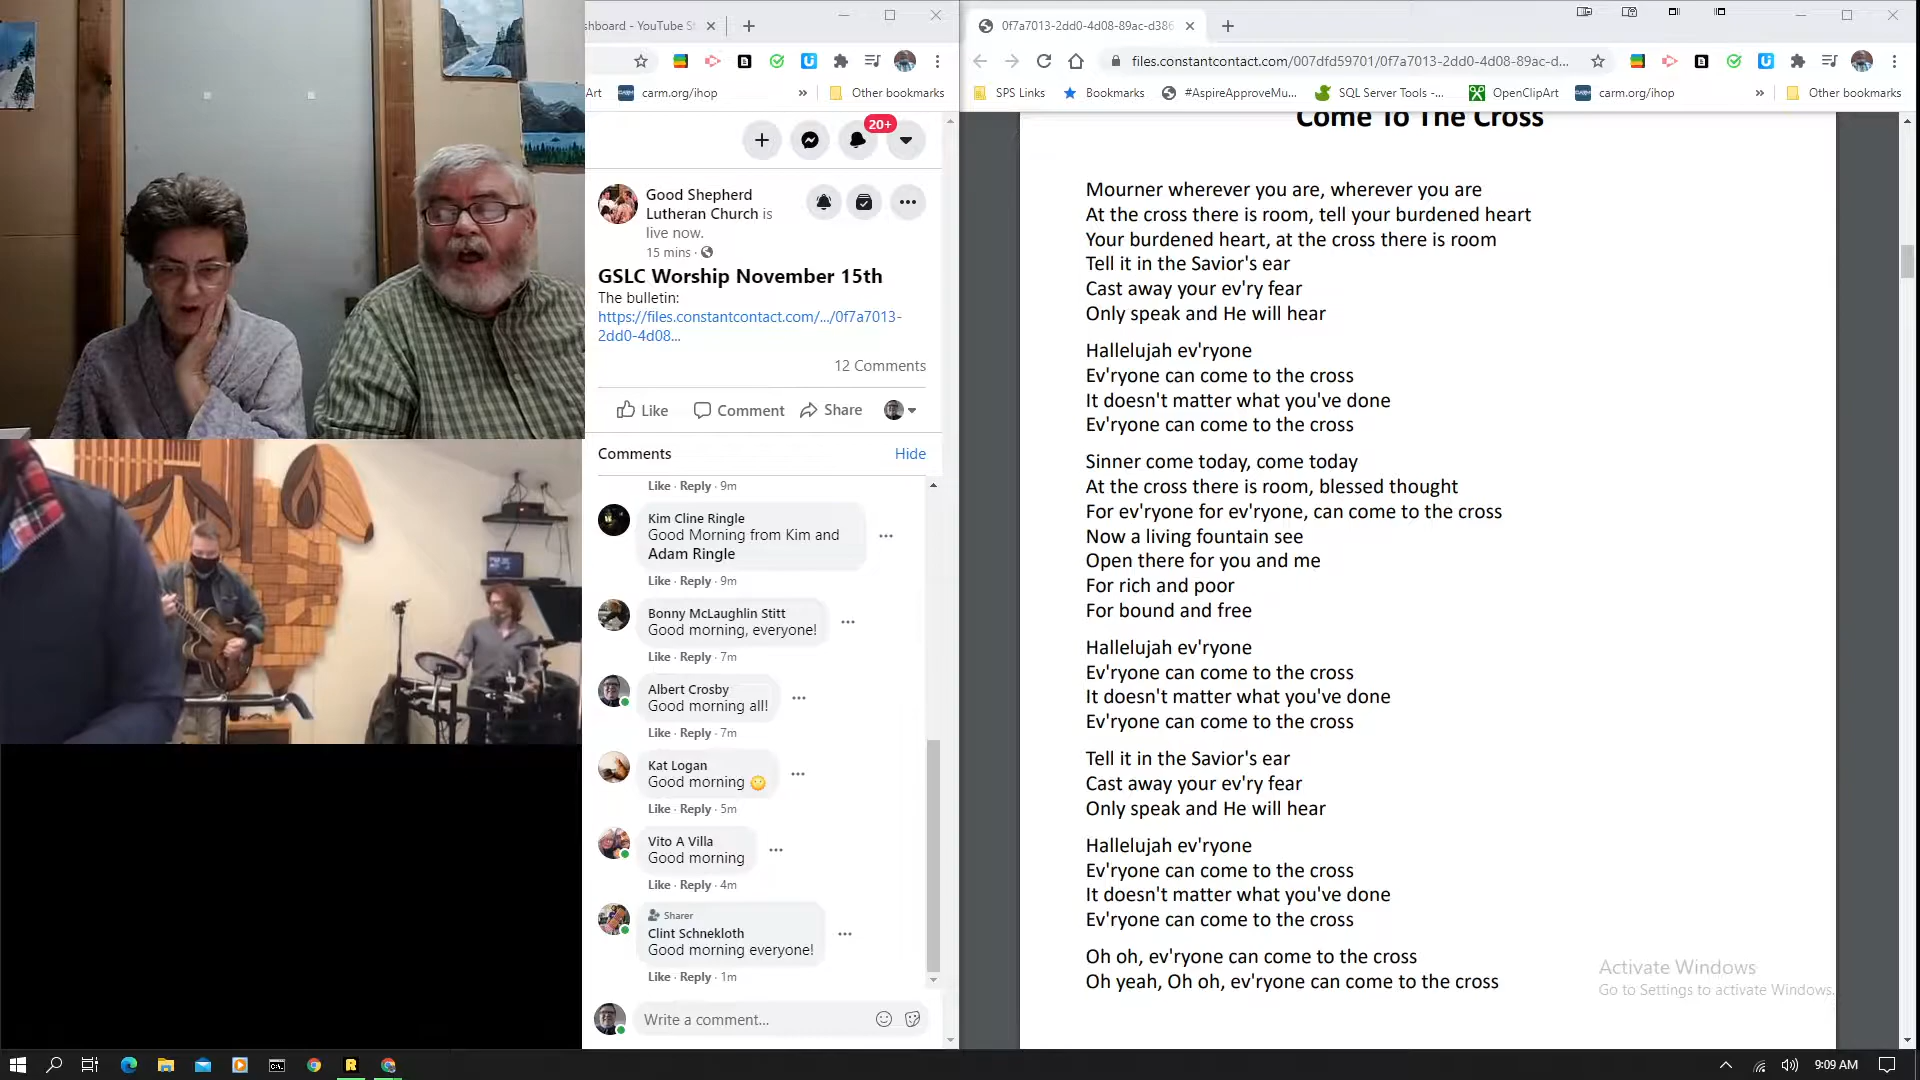 shboard - YouTube St
Art
carm.org/ihop
»
Other bookmarks
20+
Good Shepherd
Lutheran Church is
live now.
15 mins ·
GSLC Worship November 15th
The bulletin:
https://files.constantcontact.com/.../0f7a7013-
2dd0-4d08...
12 Comments
Like
Comment
Share
Comments
Hide
Like · Reply · 9m
Kim Cline Ringle
Good Morning from Kim and
Adam Ringle
Like · Reply · 9m
Bonny McLaughlin Stitt
Good morning, everyone!
Like · Reply · 7m
Albert Crosby
Good morning all!
Like · Reply · 7m
Kat Logan
Good morning
Like · Reply · 5m
Vito A Villa
Good morning
Like · Reply · 4m
Sharer
Clint Schnekloth
Good morning everyone!
Like · Reply · 1m
Write a comment...
0f7a7013-2dd0-4d08-89ac-d386
files.constantcontact.com/007dfd59701/0f7a7013-2dd0-4d08-89ac-d...
SPS Links
Bookmarks
#AspireApproveMu...
SQL Server Tools -...
OpenClipArt
carm.org/ihop
»
Other bookmarks
Come To The Cross
Mourner wherever you are, wherever you are
At the cross there is room, tell your burdened heart
Your burdened heart, at the cross there is room
Tell it in the Savior's ear
Cast away your ev'ry fear
Only speak and He will hear
Hallelujah ev'ryone
Ev'ryone can come to the cross
It doesn't matter what you've done
Ev'ryone can come to the cross
Sinner come today, come today
At the cross there is room, blessed thought
For ev'ryone for ev'ryone, can come to the cross
Now a living fountain see
Open there for you and me
For rich and poor
For bound and free
Hallelujah ev'ryone
Ev'ryone can come to the cross
It doesn't matter what you've done
Ev'ryone can come to the cross
Tell it in the Savior's ear
Cast away your ev'ry fear
Only speak and He will hear
Hallelujah ev'ryone
Ev'ryone can come to the cross
It doesn't matter what you've done
Ev'ryone can come to the cross
Oh oh, ev'ryone can come to the cross
Oh yeah, Oh oh, ev'ryone can come to the cross
Activate Windows
Go to Settings to activate Windows.
9:09 AM